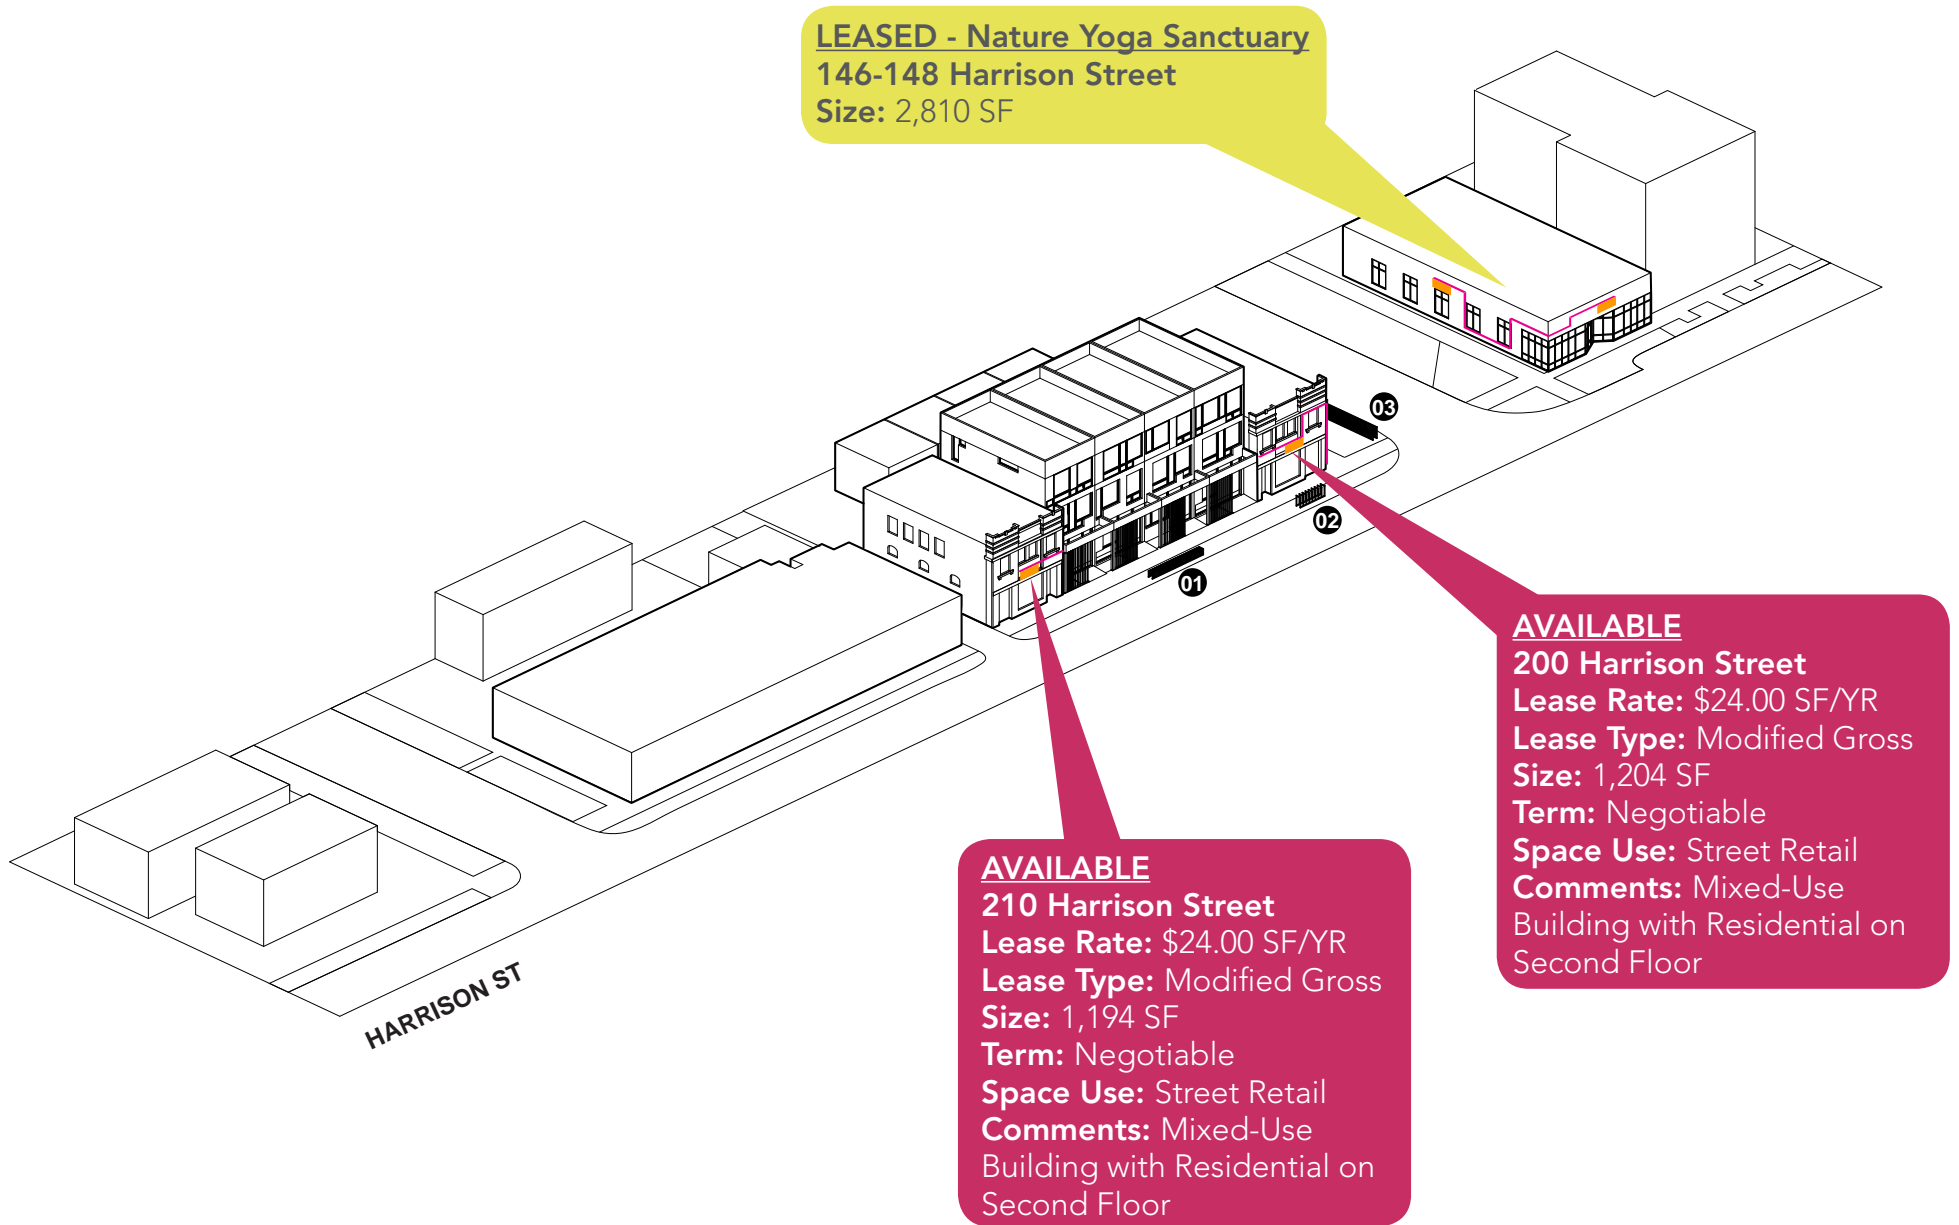 LEASED - Nature Yoga Sanctuary
146-148 Harrison Street
Size: 2,810 SF
03
02
01
AVAILABLE
200 Harrison Street
Lease Rate: $24.00 SF/YR
Lease Type: Modified Gross
Size: 1,204 SF
Term: Negotiable
Space Use: Street Retail
Comments: Mixed-Use
Building with Residential on
Second Floor
AVAILABLE
210 Harrison Street
Lease Rate: $24.00 SF/YR
Lease Type: Modified Gross
Size: 1,194 SF
Term: Negotiable
Space Use: Street Retail
Comments: Mixed-Use
Building with Residential on
Second Floor
HARRISON ST